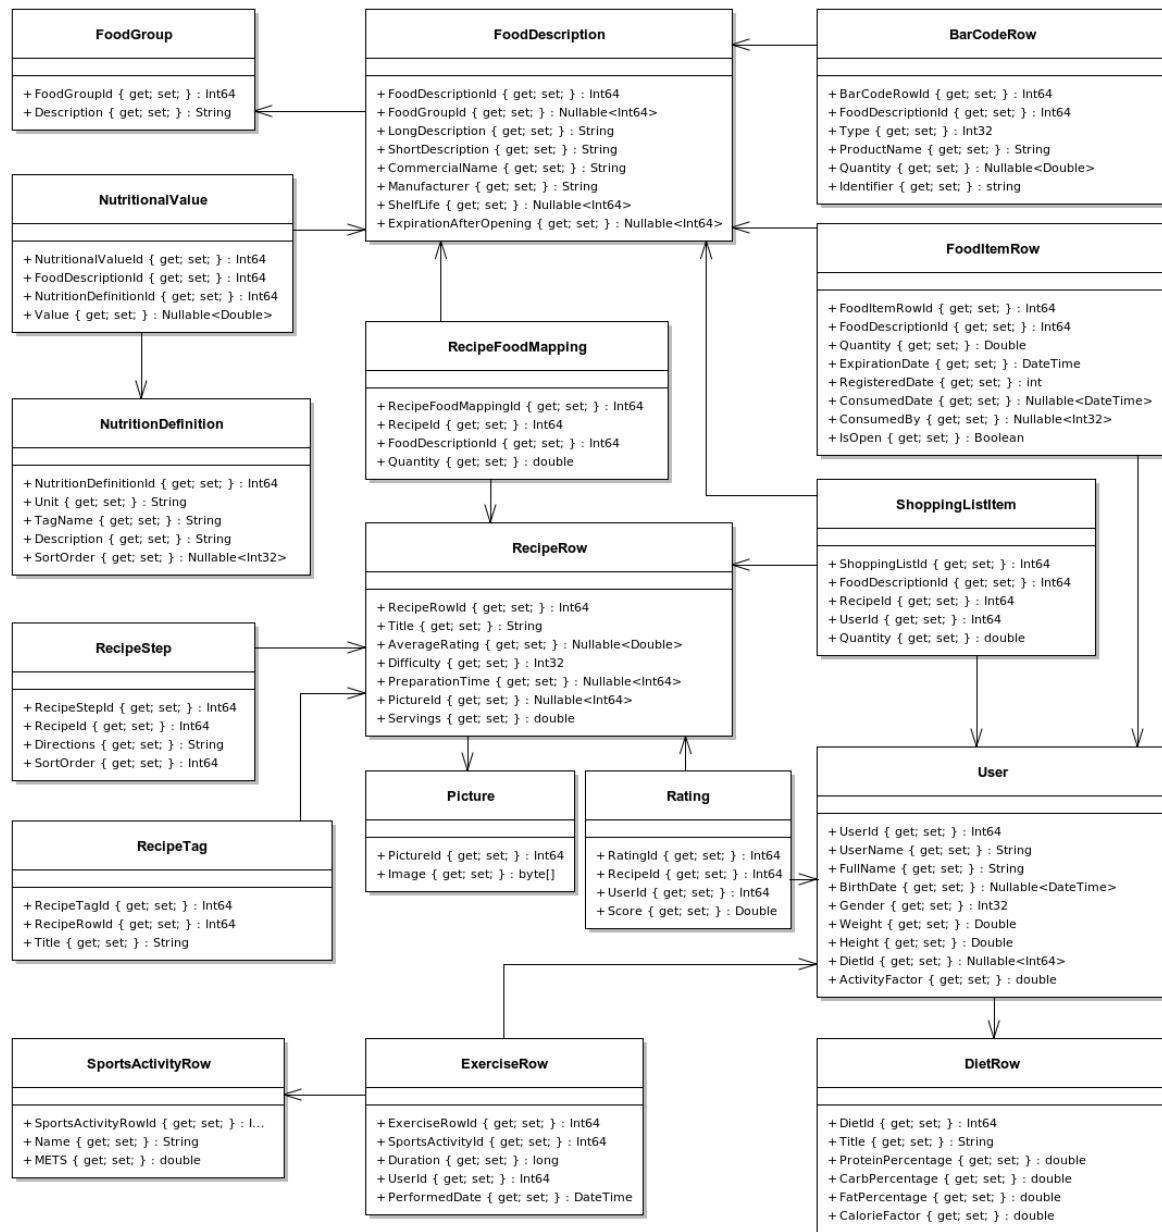 FoodGroup
+ FoodGroupId { get; set; } : Int64
+ Description { get; set; } : String
FoodDescription
+ FoodDescriptionId { get; set; } : Int64
+ FoodGroupId { get; set; } : Nullable<Int64>
+ LongDescription { get; set; } : String
+ ShortDescription { get; set; } : String
+ CommercialName { get; set; } : String
+ Manufacturer { get; set; } : String
+ ShelfLife { get; set; } : Nullable<Int64>
+ ExpirationAfterOpening { get; set; } : Nullable<Int64>
BarCodeRow
+ BarCodeRowId { get; set; } : Int64
+ FoodDescriptionId { get; set; } : Int64
+ Type { get; set; } : Int32
+ ProductName { get; set; } : String
+ Quantity { get; set; } : Nullable<Double>
+ Identifier { get; set; } : string
NutritionalValue
+ NutritionalValueId { get; set; } : Int64
+ FoodDescriptionId { get; set; } : Int64
+ NutritionDefinitionId { get; set; } : Int64
+ Value { get; set; } : Nullable<Double>
FoodItemRow
+ FoodItemRowId { get; set; } : Int64
+ FoodDescriptionId { get; set; } : Int64
+ Quantity { get; set; } : Double
+ ExpirationDate { get; set; } : DateTime
+ RegisteredDate { get; set; } : int
+ ConsumedDate { get; set; } : Nullable<DateTime>
+ ConsumedBy { get; set; } : Nullable<Int32>
+ IsOpen { get; set; } : Boolean
RecipeFoodMapping
+ RecipeFoodMappingId { get; set; } : Int64
+ RecipeId { get; set; } : Int64
+ FoodDescriptionId { get; set; } : Int64
+ Quantity { get; set; } : double
NutritionDefinition
+ NutritionDefinitionId { get; set; } : Int64
+ Unit { get; set; } : String
+ TagName { get; set; } : String
+ Description { get; set; } : String
+ SortOrder { get; set; } : Nullable<Int32>
ShoppingListItem
+ ShoppingListId { get; set; } : Int64
+ FoodDescriptionId { get; set; } : Int64
+ RecipeId { get; set; } : Int64
+ UserId { get; set; } : Int64
+ Quantity { get; set; } : double
RecipeRow
+ RecipeRowId { get; set; } : Int64
+ Title { get; set; } : String
+ AverageRating { get; set; } : Nullable<Double>
+ Difficulty { get; set; } : Int32
+ PreparationTime { get; set; } : Nullable<Int64>
+ PictureId { get; set; } : Nullable<Int64>
+ Servings { get; set; } : double
RecipeStep
+ RecipeStepId { get; set; } : Int64
+ RecipeId { get; set; } : Int64
+ Directions { get; set; } : String
+ SortOrder { get; set; } : Int64
Picture
+ PictureId { get; set; } : Int64
+ Image { get; set; } : byte[]
Rating
+ RatingId { get; set; } : Int64
+ RecipeId { get; set; } : Int64
+ UserId { get; set; } : Int64
+ Score { get; set; } : Double
User
+ UserId { get; set; } : Int64
+ UserName { get; set; } : String
+ FullName { get; set; } : String
+ BirthDate { get; set; } : Nullable<DateTime>
+ Gender { get; set; } : Int32
+ Weight { get; set; } : Double
+ Height { get; set; } : Double
+ DietId { get; set; } : Nullable<Int64>
+ ActivityFactor { get; set; } : double
RecipeTag
+ RecipeTagId { get; set; } : Int64
+ RecipeRowId { get; set; } : Int64
+ Title { get; set; } : String
SportsActivityRow
+ SportsActivityRowId { get; set; } : I...
+ Name { get; set; } : String
+ METS { get; set; } : double
ExerciseRow
+ ExerciseRowId { get; set; } : Int64
+ SportsActivityId { get; set; } : Int64
+ Duration { get; set; } : long
+ UserId { get; set; } : Int64
+ PerformedDate { get; set; } : DateTime
DietRow
+ DietId { get; set; } : Int64
+ Title { get; set; } : String
+ ProteinPercentage { get; set; } : double
+ CarbPercentage { get; set; } : double
+ FatPercentage { get; set; } : double
+ CalorieFactor { get; set; } : double